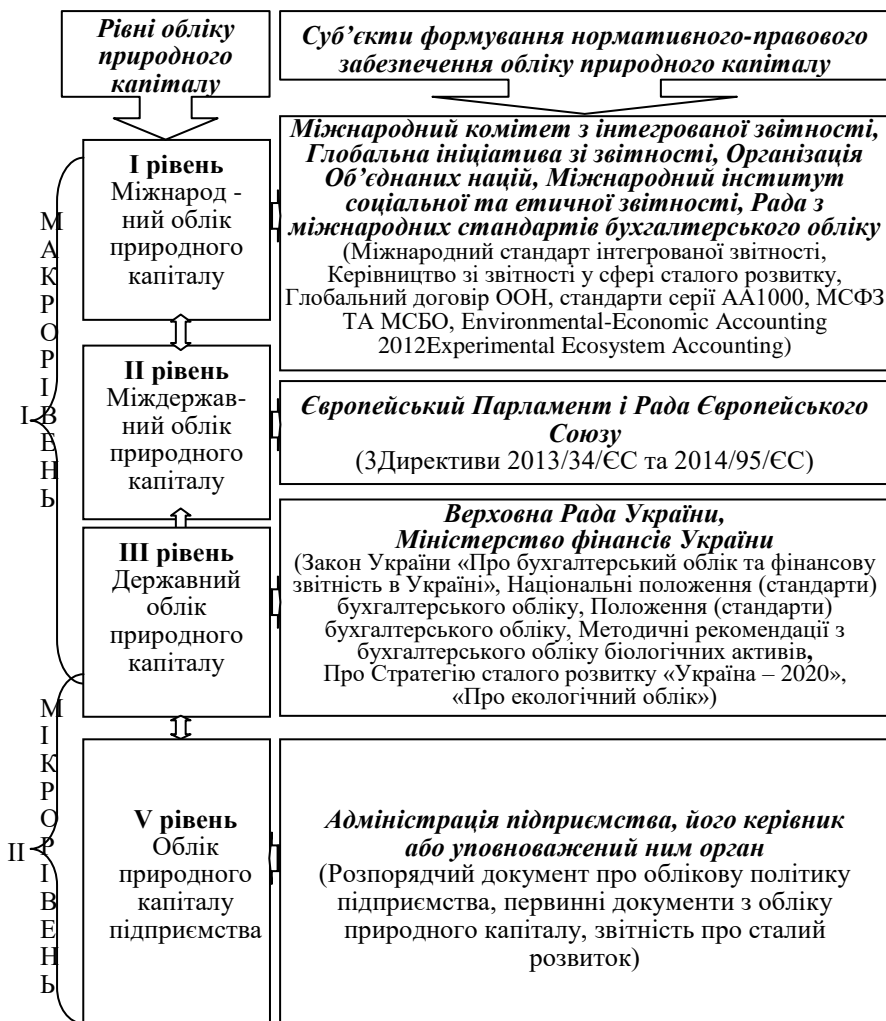 Рівні обліку
природного
капіталу
Суб’єкти формування нормативного-правового
забезпечення обліку природного капіталу
І рівень
Міжнарод -
ний облік
природного
капіталу
Міжнародний комітет з інтегрованої звітності,
Глобальна ініціатива зі звітності, Організація
Об’єднаних націй, Міжнародний інститут
соціальної та етичної звітності, Рада з
міжнародних стандартів бухгалтерського обліку
(Міжнародний стандарт інтегрованої звітності,
Керівництво зі звітності у сфері сталого розвитку,
Глобальний договір ООН, стандарти серії АА1000, МСФЗ
ТА МСБО, Environmental-Economic Accounting
2012Experimental Ecosystem Accounting)
ІІ рівень
Міждержав-
ний облік
природного
капіталу
Європейський Парламент і Рада Європейського
Союзу
(3Директиви 2013/34/ЄС та 2014/95/ЄС)
ІІІ рівень
Державний
облік
природного
капіталу
Верховна Рада України,
Міністерство фінансів України
(Закон України «Про бухгалтерський облік та фінансову
звітність в Україні», Національні положення (стандарти)
бухгалтерського обліку, Положення (стандарти)
бухгалтерського обліку, Методичні рекомендації з
бухгалтерського обліку біологічних активів,
Про Стратегію сталого розвитку «Україна – 2020»,
«Про екологічний облік»)
V рівень
Облік
природного
капіталу
підприємства
Адміністрація підприємства, його керівник
або уповноважений ним орган
(Розпорядчий документ про облікову політику
підприємства, первинні документи з обліку
природного капіталу, звітність про сталий
розвиток)
І
МАКРОРІВЕНЬ
ІІ
МІКРОРІВЕНЬ